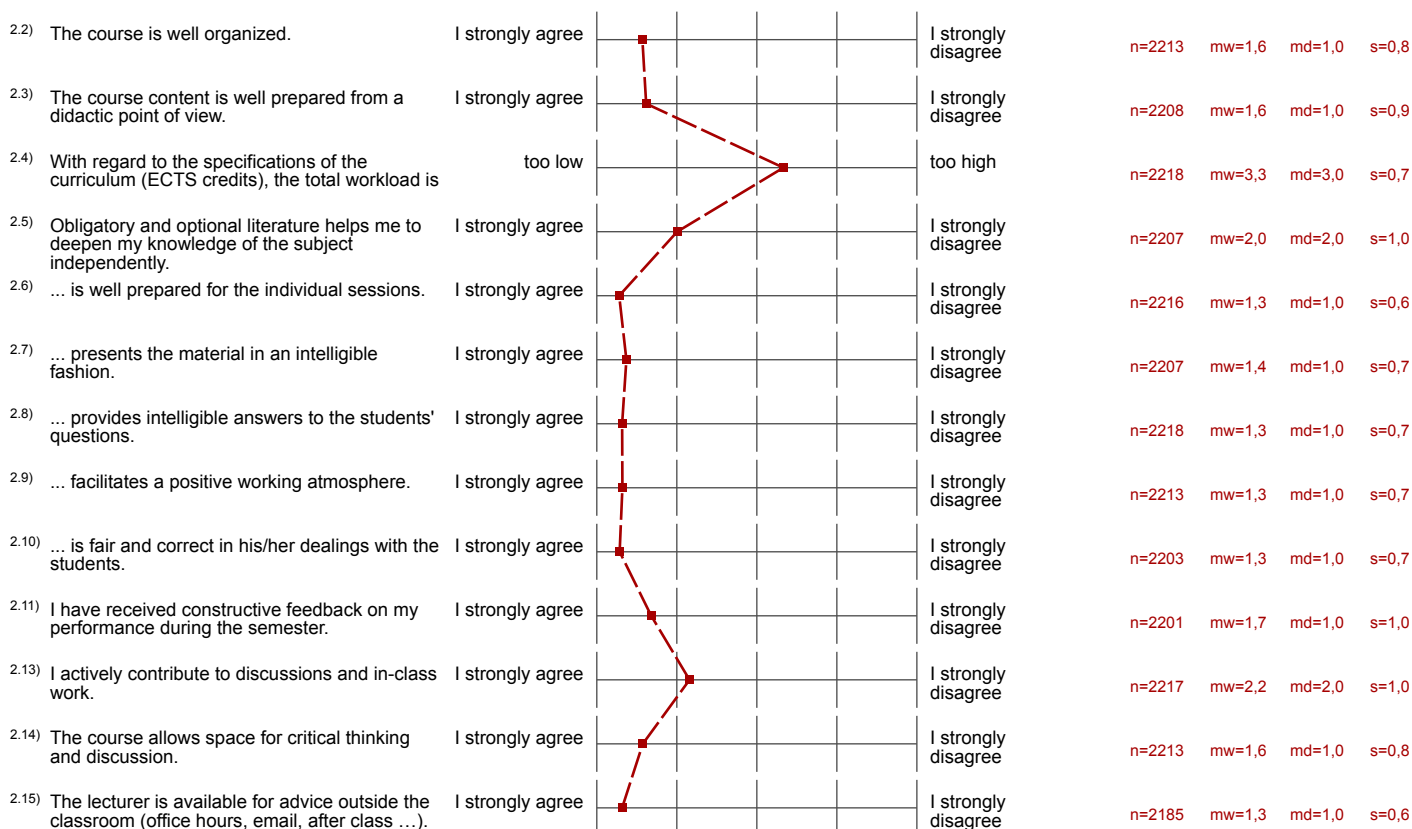 2.2) The course is well organized. I strongly agree I strongly
disagree n=2213 mw=1,6 md=1,0 s=0,8
2.3) The course content is well prepared from a I strongly agree I strongly
didactic point of view. disagree n=2208 mw=1,6 md=1,0 s=0,9
2.4) With regard to the specifications of the too low too high
curriculum (ECTS credits), the total workload is n=2218 mw=3,3 md=3,0 s=0,7
2.5) Obligatory and optional literature helps me to I strongly agree I strongly
deepen my knowledge of the subject disagree n=2207 mw=2,0 md=2,0 s=1,0
independently.
2.6) ... is well prepared for the individual sessions. I strongly agree I strongly
disagree n=2216 mw=1,3 md=1,0 s=0,6
2.7) ... presents the material in an intelligible I strongly agree I strongly
fashion. disagree n=2207 mw=1,4 md=1,0 s=0,7
2.8) ... provides intelligible answers to the students' I strongly agree I strongly
questions. disagree n=2218 mw=1,3 md=1,0 s=0,7
2.9) ... facilitates a positive working atmosphere. I strongly agree I strongly
disagree n=2213 mw=1,3 md=1,0 s=0,7
2.10) ... is fair and correct in his/her dealings with the I strongly agree I strongly
students. disagree n=2203 mw=1,3 md=1,0 s=0,7
2.11) I have received constructive feedback on my I strongly agree I strongly
performance during the semester. disagree n=2201 mw=1,7 md=1,0 s=1,0
2.13) I actively contribute to discussions and in-class I strongly agree I strongly
work. disagree n=2217 mw=2,2 md=2,0 s=1,0
2.14) The course allows space for critical thinking I strongly agree I strongly
and discussion. disagree n=2213 mw=1,6 md=1,0 s=0,8
2.15) The lecturer is available for advice outside the I strongly agree I strongly
classroom (office hours, email, after class …). disagree n=2185 mw=1,3 md=1,0 s=0,6